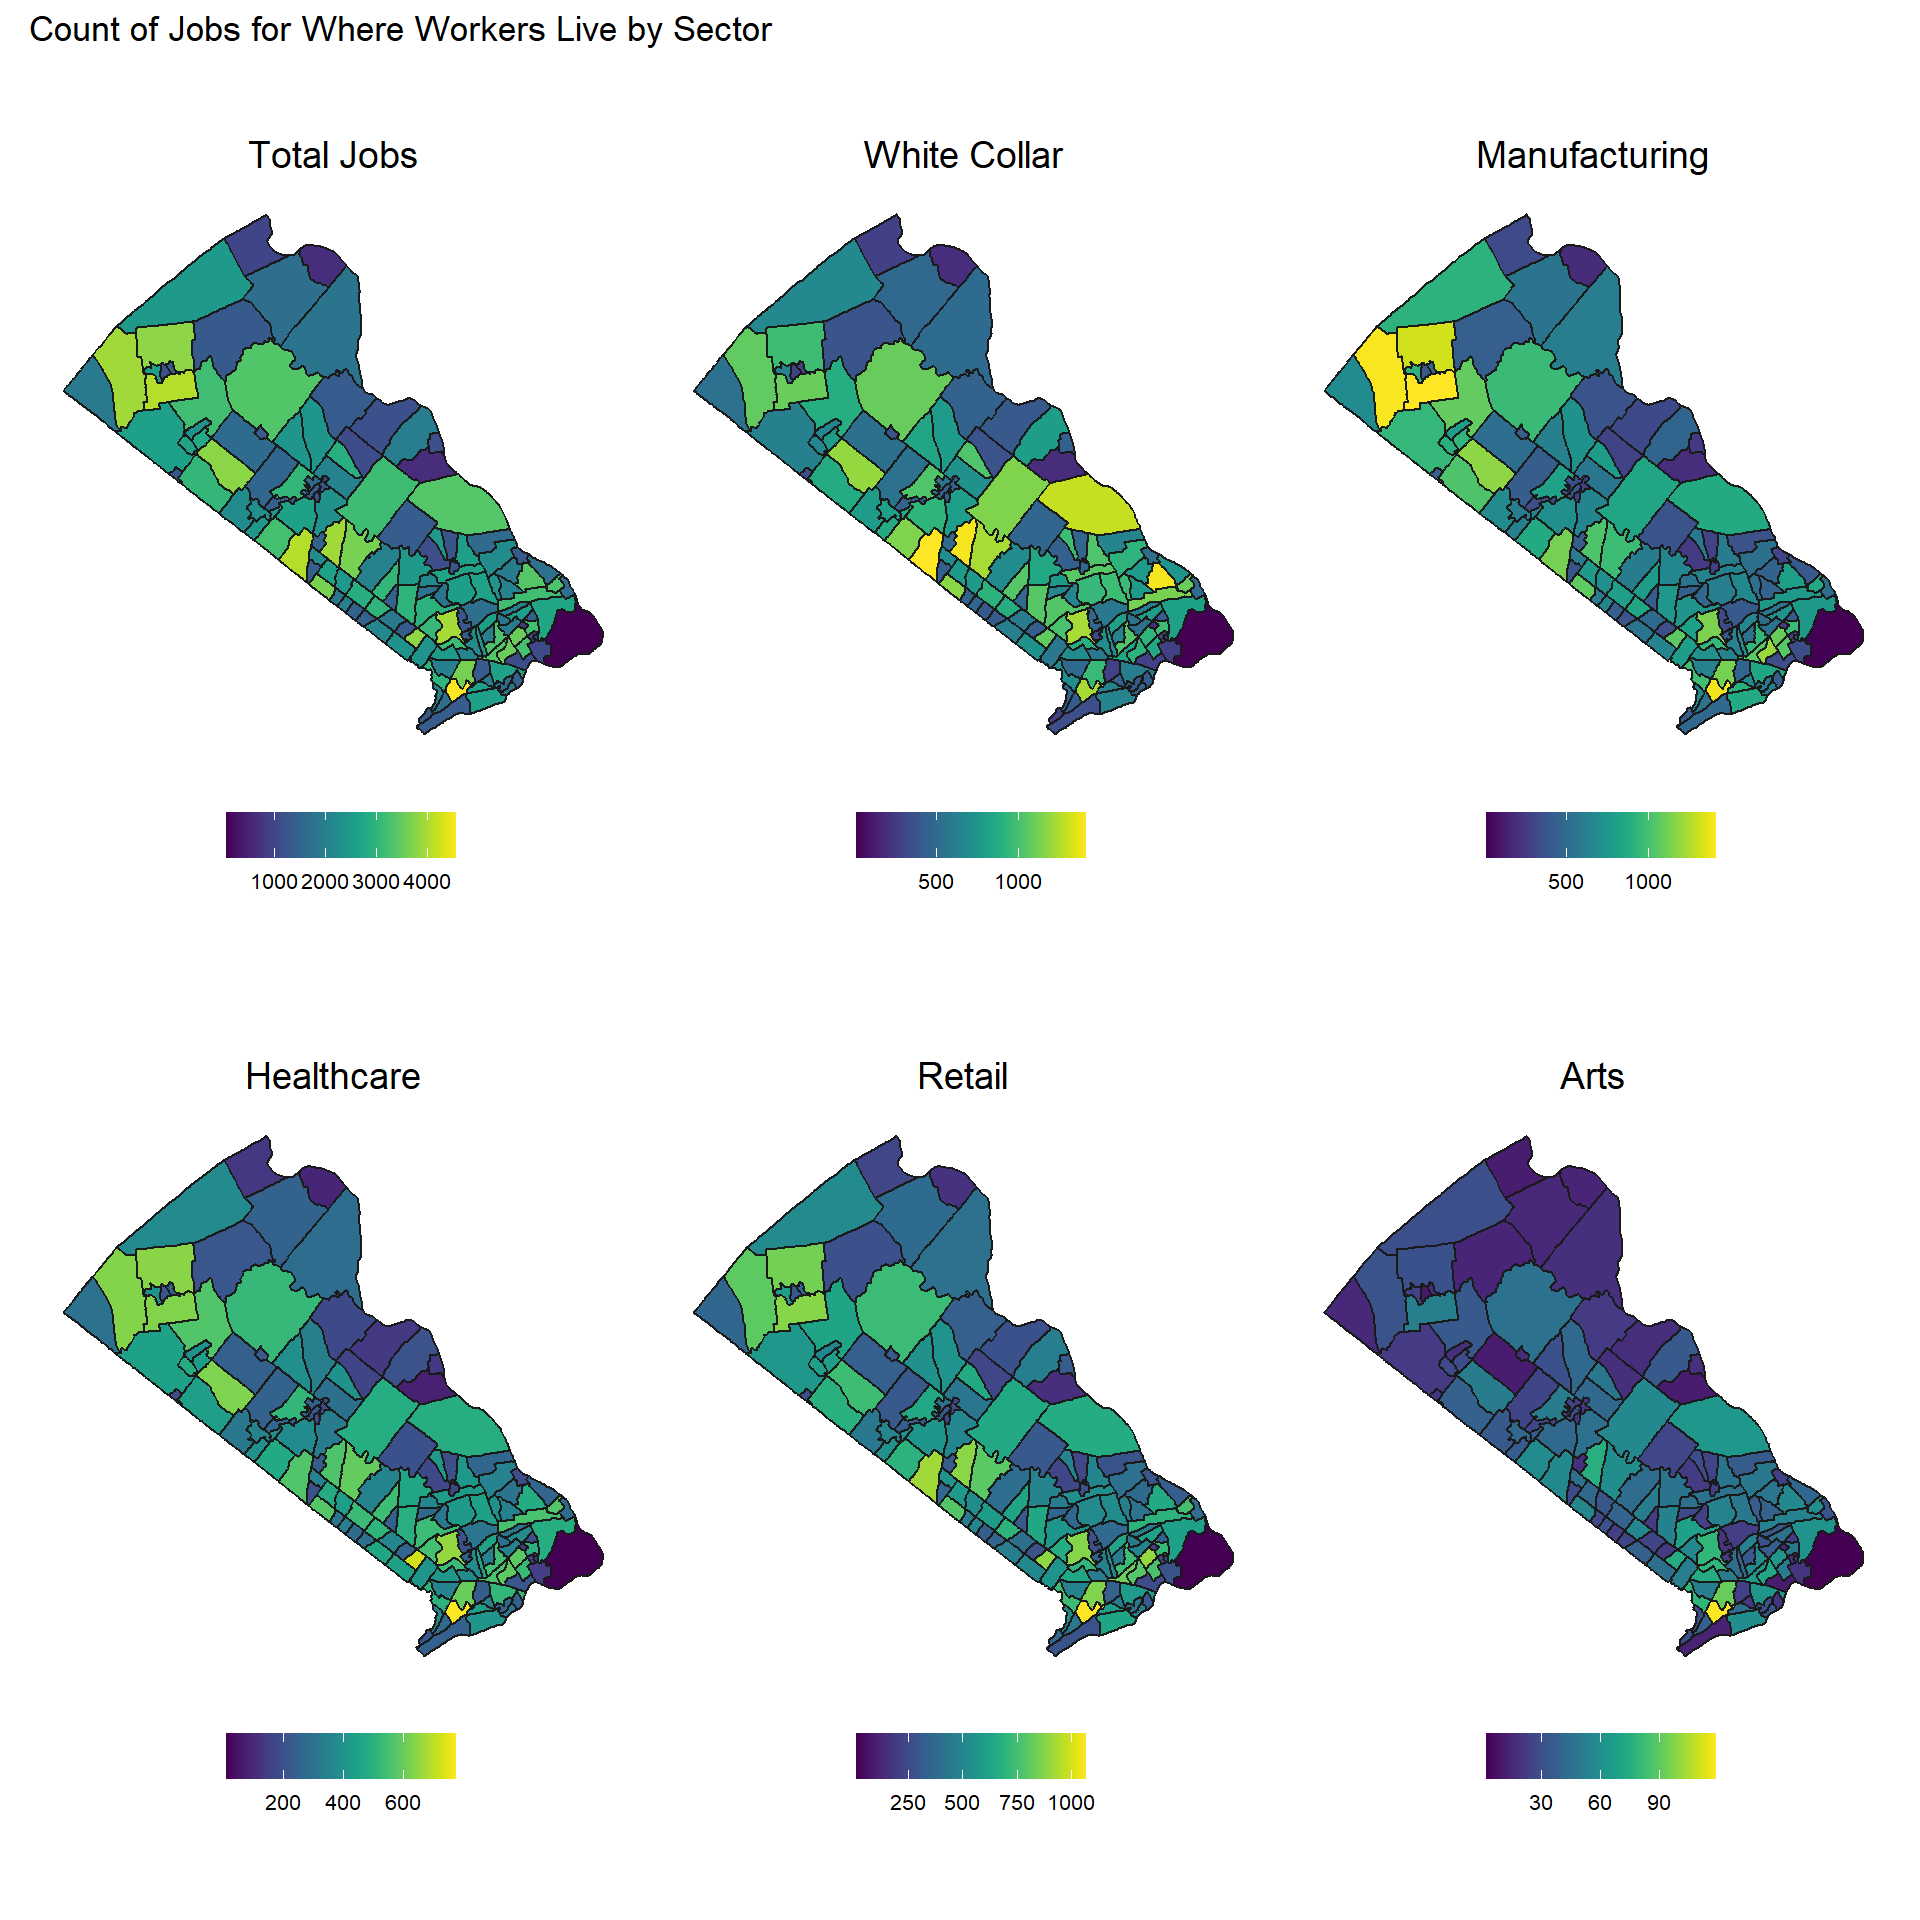 Count of Jobs for Where Workers Live by Sector
Total Jobs
White Collar
Manufacturing
1000 2000 3000 4000
500 1000
500 1000
Healthcare
Retail
Arts
200 400 600
250 500 750 1000
30 60 90